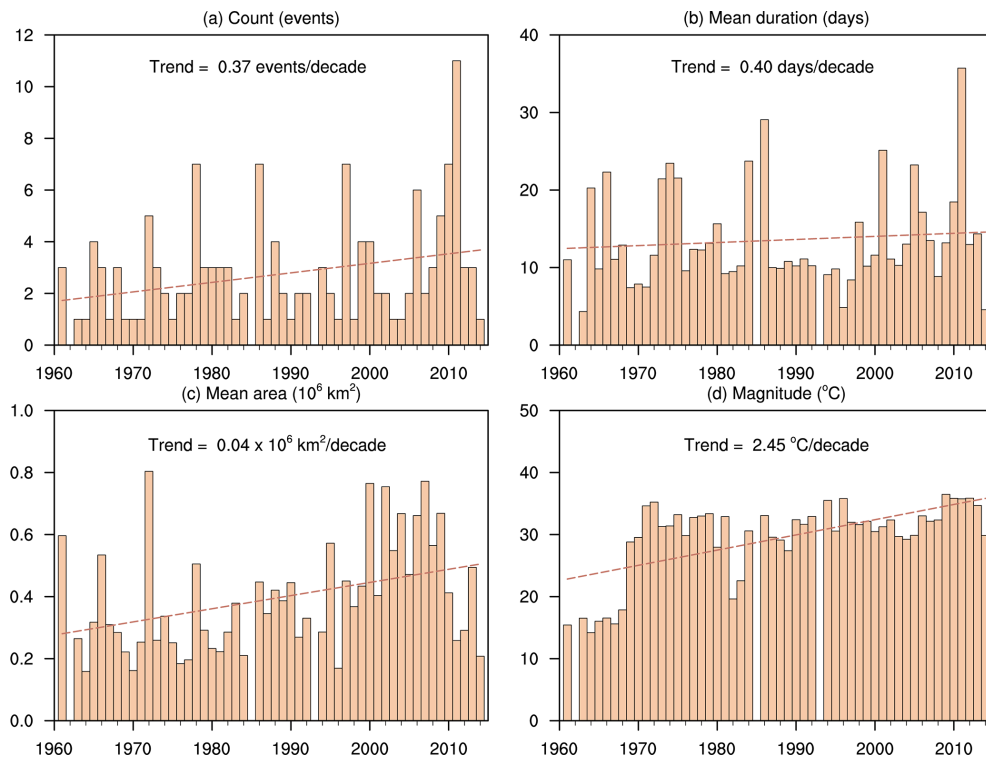 (a) Count (events)
Trend =  0.37 events/decade
12
10
8
6
4
2
0
1960 1970 1980 1990 2000 2010
(b) Mean duration (days)
Trend =  0.40 days/decade
40
30
20
10
0
1960 1970 1980 1990 2000 2010
(c) Mean area (10⁶ km²)
Trend =  0.04 x 10⁶ km²/decade
1.0
0.8
0.6
0.4
0.2
0.0
1960 1970 1980 1990 2000 2010
(d) Magnitude (°C)
Trend =  2.45 °C/decade
50
40
30
20
10
0
1960 1970 1980 1990 2000 2010